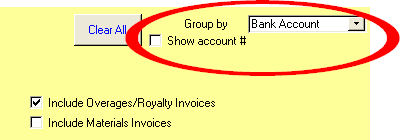 Clear All Group by Bank Account
Show account #
Include Overages/Royalty Invoices
Include Materials Invoices